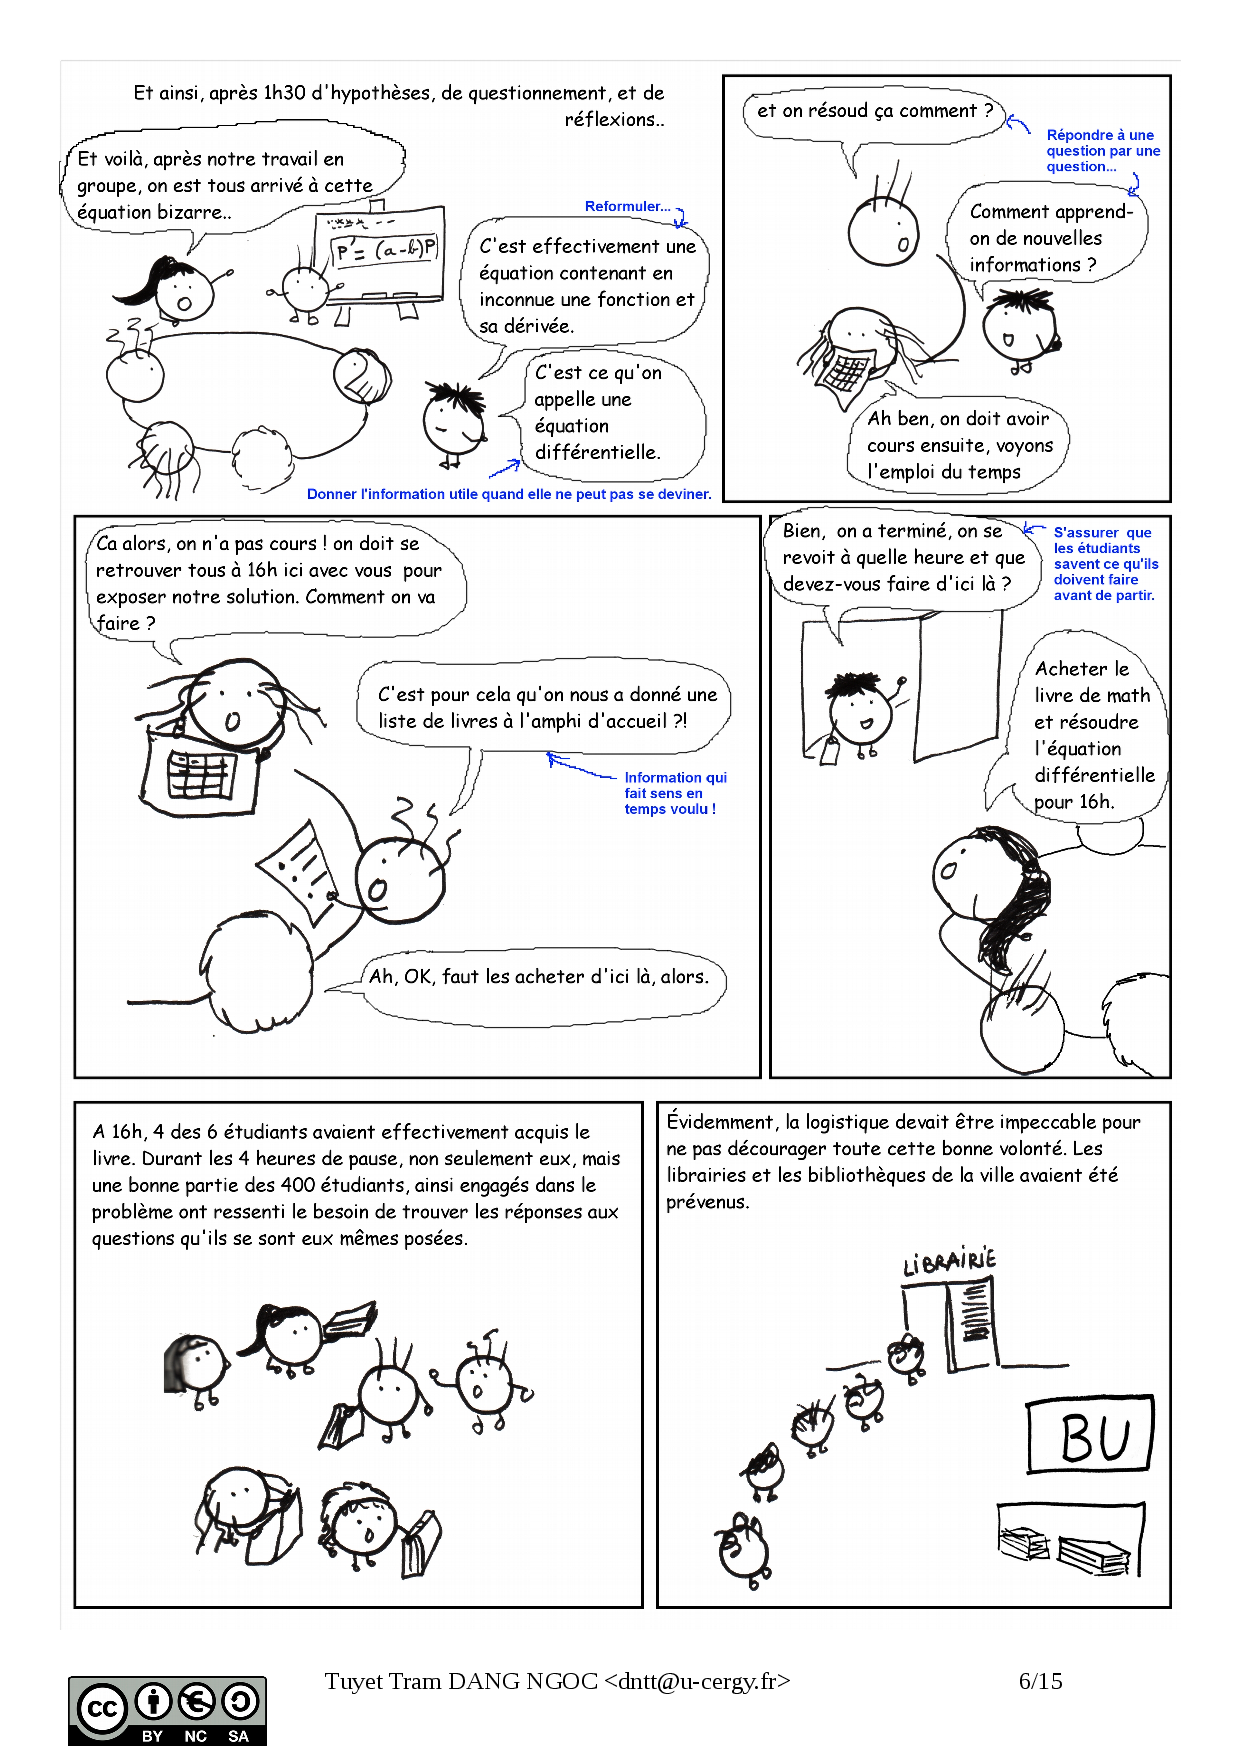 Et ainsi, après 1h30 d'hypothèses, de questionnement, et de
réflexions..
Et voilà, après notre travail en
groupe, on est tous arrivé à cette
équation bizarre..
P'= (a-b)P
Reformuler...
C'est effectivement une
équation contenant en
inconnue une fonction et
sa dérivée.
C'est ce qu'on
appelle une
équation
différentielle.
Donner l'information utile quand elle ne peut pas se deviner.
et on résoud ça comment ?
Répondre à une
question par une
question...
Comment apprend-
on de nouvelles
informations ?
Ah ben, on doit avoir
cours ensuite, voyons
l'emploi du temps
Ca alors, on n'a pas cours ! on doit se
retrouver tous à 16h ici avec vous pour
exposer notre solution. Comment on va
faire ?
C'est pour cela qu'on nous a donné une
liste de livres à l'amphi d'accueil ?!
Information qui
fait sens en
temps voulu !
Ah, OK, faut les acheter d'ici là, alors.
Bien, on a terminé, on se
revoit à quelle heure et que
devez-vous faire d'ici là ?
S'assurer que
les étudiants
savent ce qu'ils
doivent faire
avant de partir.
Acheter le
livre de math
et résoudre
l'équation
différentielle
pour 16h.
A 16h, 4 des 6 étudiants avaient effectivement acquis le
livre. Durant les 4 heures de pause, non seulement eux, mais
une bonne partie des 400 étudiants, ainsi engagés dans le
problème ont ressenti le besoin de trouver les réponses aux
questions qu'ils se sont eux mêmes posées.
Évidemment, la logistique devait être impeccable pour
ne pas décourager toute cette bonne volonté. Les
librairies et les bibliothèques de la ville avaient été
prévenus.
LIBRAIRIE
BU
Tuyet Tram DANG NGOC <dntt@u-cergy.fr>
6/15
cc
BY NC SA